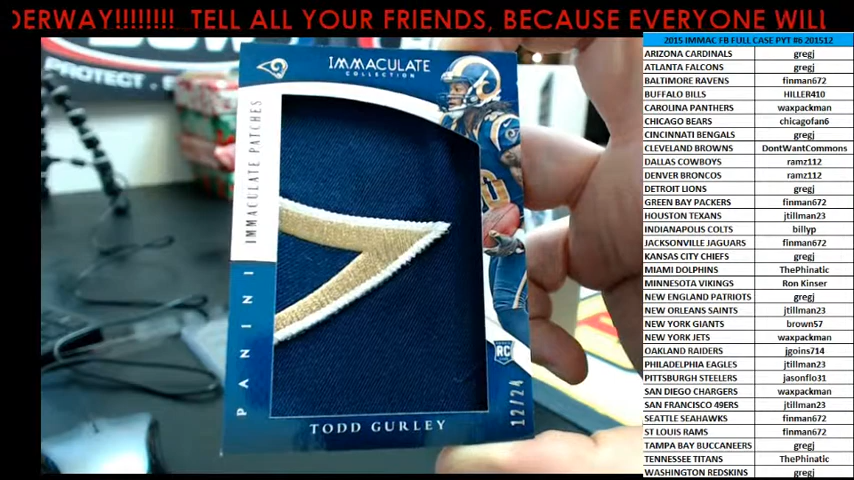 DERWAY!!!!!!!! TELL ALL YOUR FRIENDS, BECAUSE EVERYONE WILL
2015 IMMAC FB FULL CASE PYT #6 201512
ARIZONA CARDINALS gregj
ATLANTA FALCONS gregj
BALTIMORE RAVENS finman672
BUFFALO BILLS HILLER410
CAROLINA PANTHERS waxpackman
CHICAGO BEARS chicagofan6
CINCINNATI BENGALS gregj
CLEVELAND BROWNS DontWantCommons
DALLAS COWBOYS ramz112
DENVER BRONCOS ramz112
DETROIT LIONS gregj
GREEN BAY PACKERS finman672
HOUSTON TEXANS jtillman23
INDIANAPOLIS COLTS billyp
JACKSONVILLE JAGUARS finman672
KANSAS CITY CHIEFS gregj
MIAMI DOLPHINS ThePhinatic
MINNESOTA VIKINGS Ron Kinser
NEW ENGLAND PATRIOTS gregj
NEW ORLEANS SAINTS jtillman23
NEW YORK GIANTS brown57
NEW YORK JETS waxpackman
OAKLAND RAIDERS jgoins714
PHILADELPHIA EAGLES jtillman23
PITTSBURGH STEELERS jasonflo31
SAN DIEGO CHARGERS waxpackman
SAN FRANCISCO 49ERS jtillman23
SEATTLE SEAHAWKS finman672
ST LOUIS RAMS finman672
TAMPA BAY BUCCANEERS gregj
TENNESSEE TITANS ThePhinatic
WASHINGTON REDSKINS gregj
PROTECT
IMMACULATE
COLLECTION
IMMACULATE PATCHES
PANINI
RC
12/24
TODD GURLEY